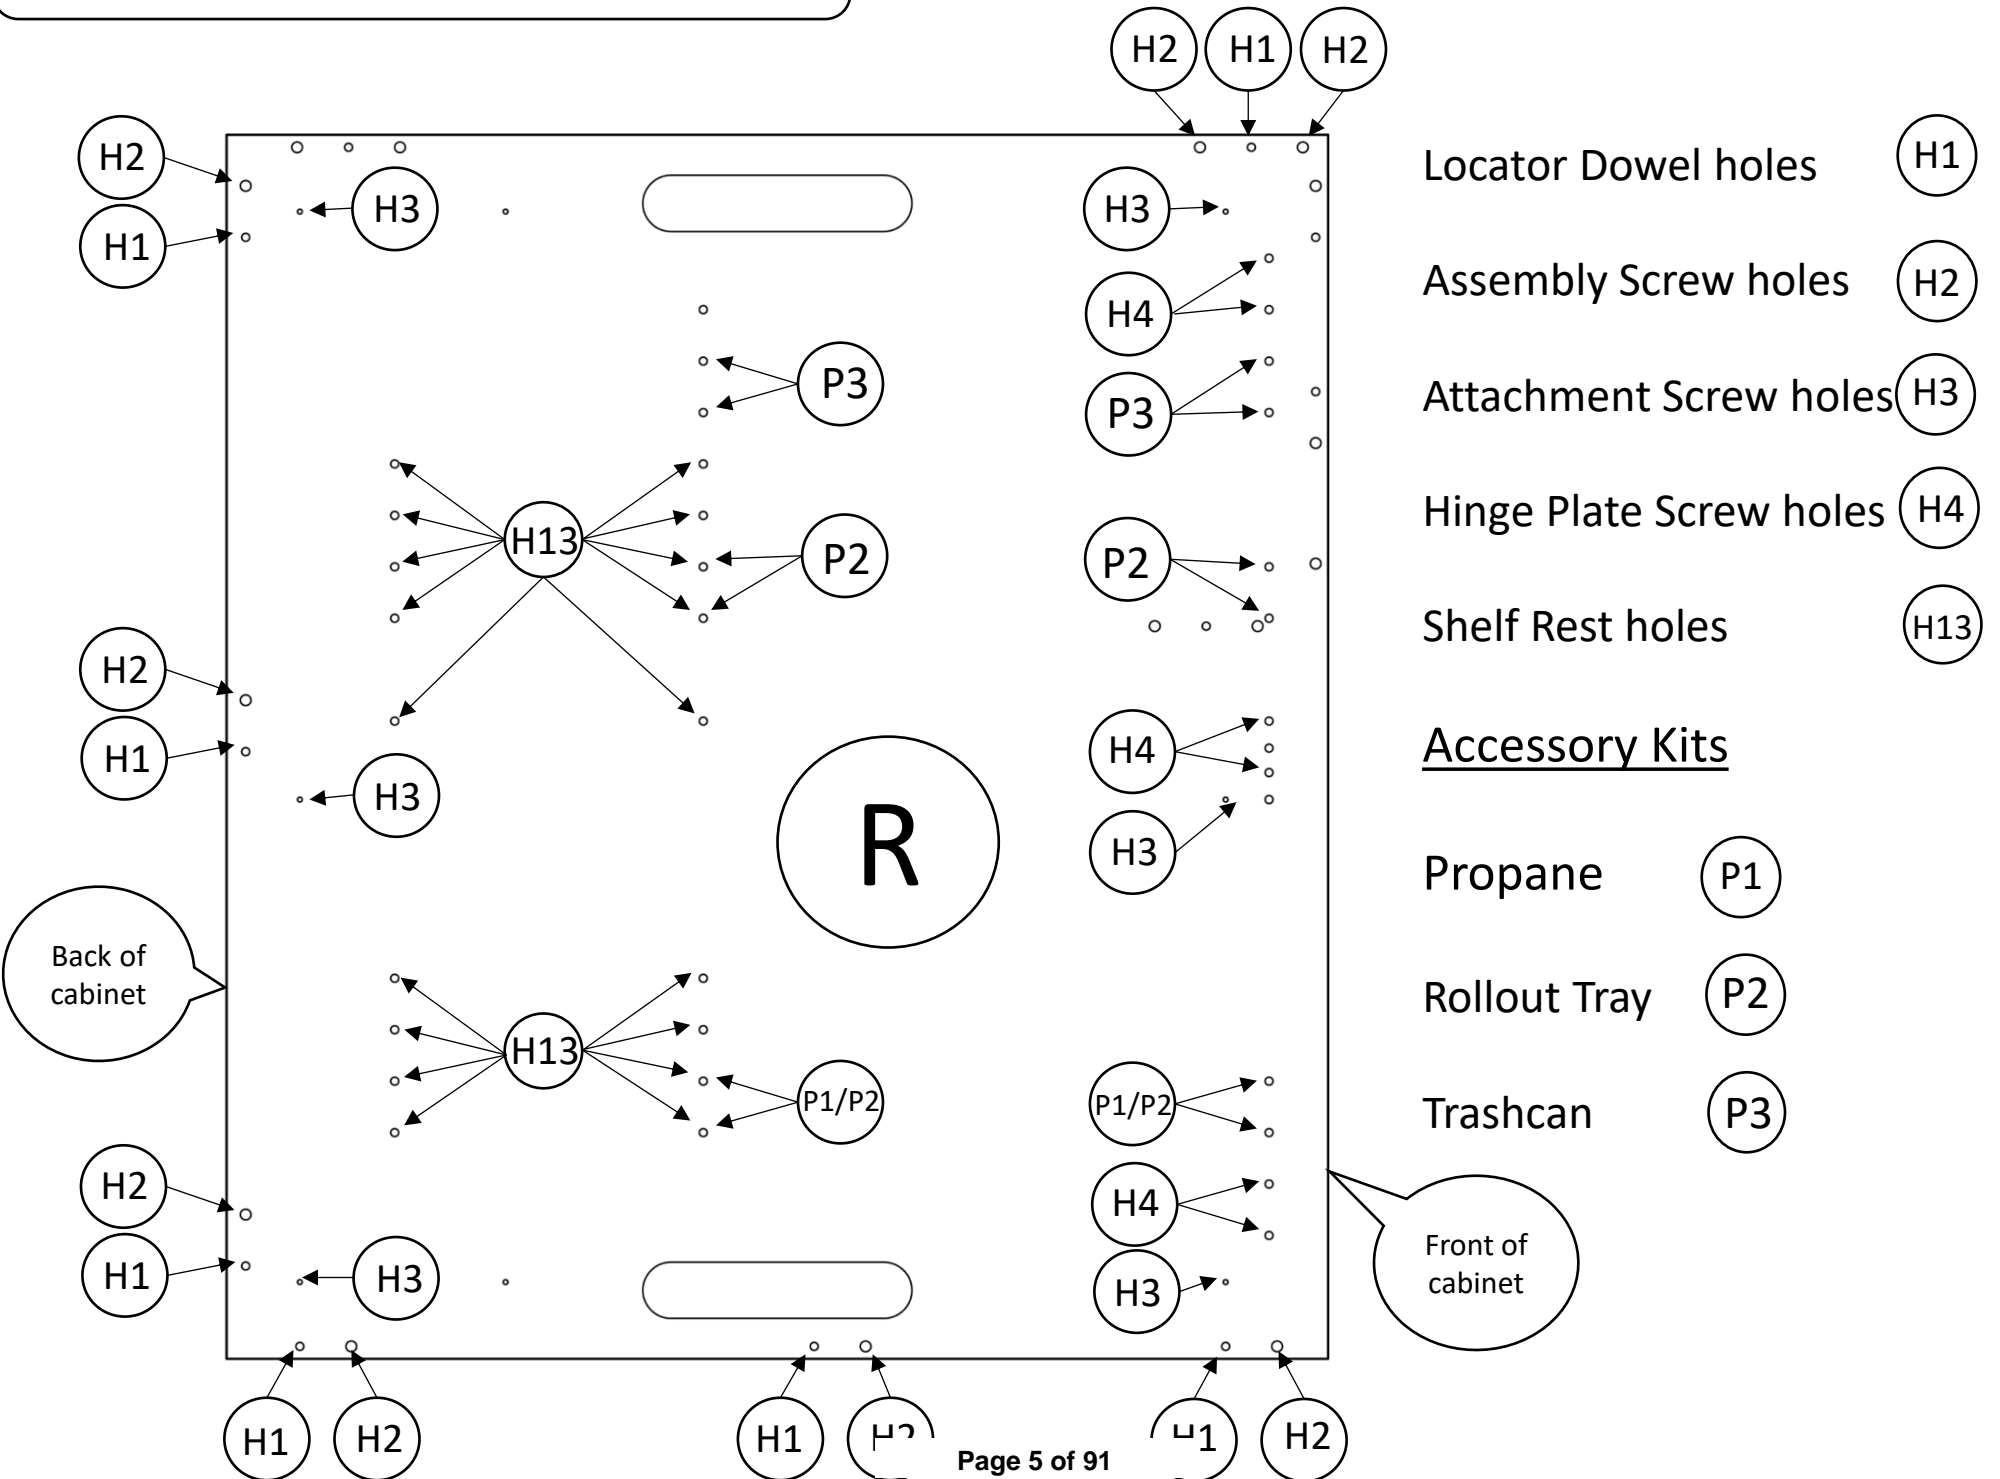 H2 H1 H2
H2
H1
H3
H3
H4
P3
P3
H13
P2
P2
H2
H1
H4
H3
H3
R
Back of
cabinet
H13
P1/P2
P1/P2
H2
H4
H1
H3
H3
Front of
cabinet
H1
H2
H1
H2
H1
H2
Locator Dowel holes H1
Assembly Screw holes H2
Attachment Screw holes H3
Hinge Plate Screw holes H4
Shelf Rest holes H13
Accessory Kits
Propane P1
Rollout Tray P2
Trashcan P3
Page 5 of 91